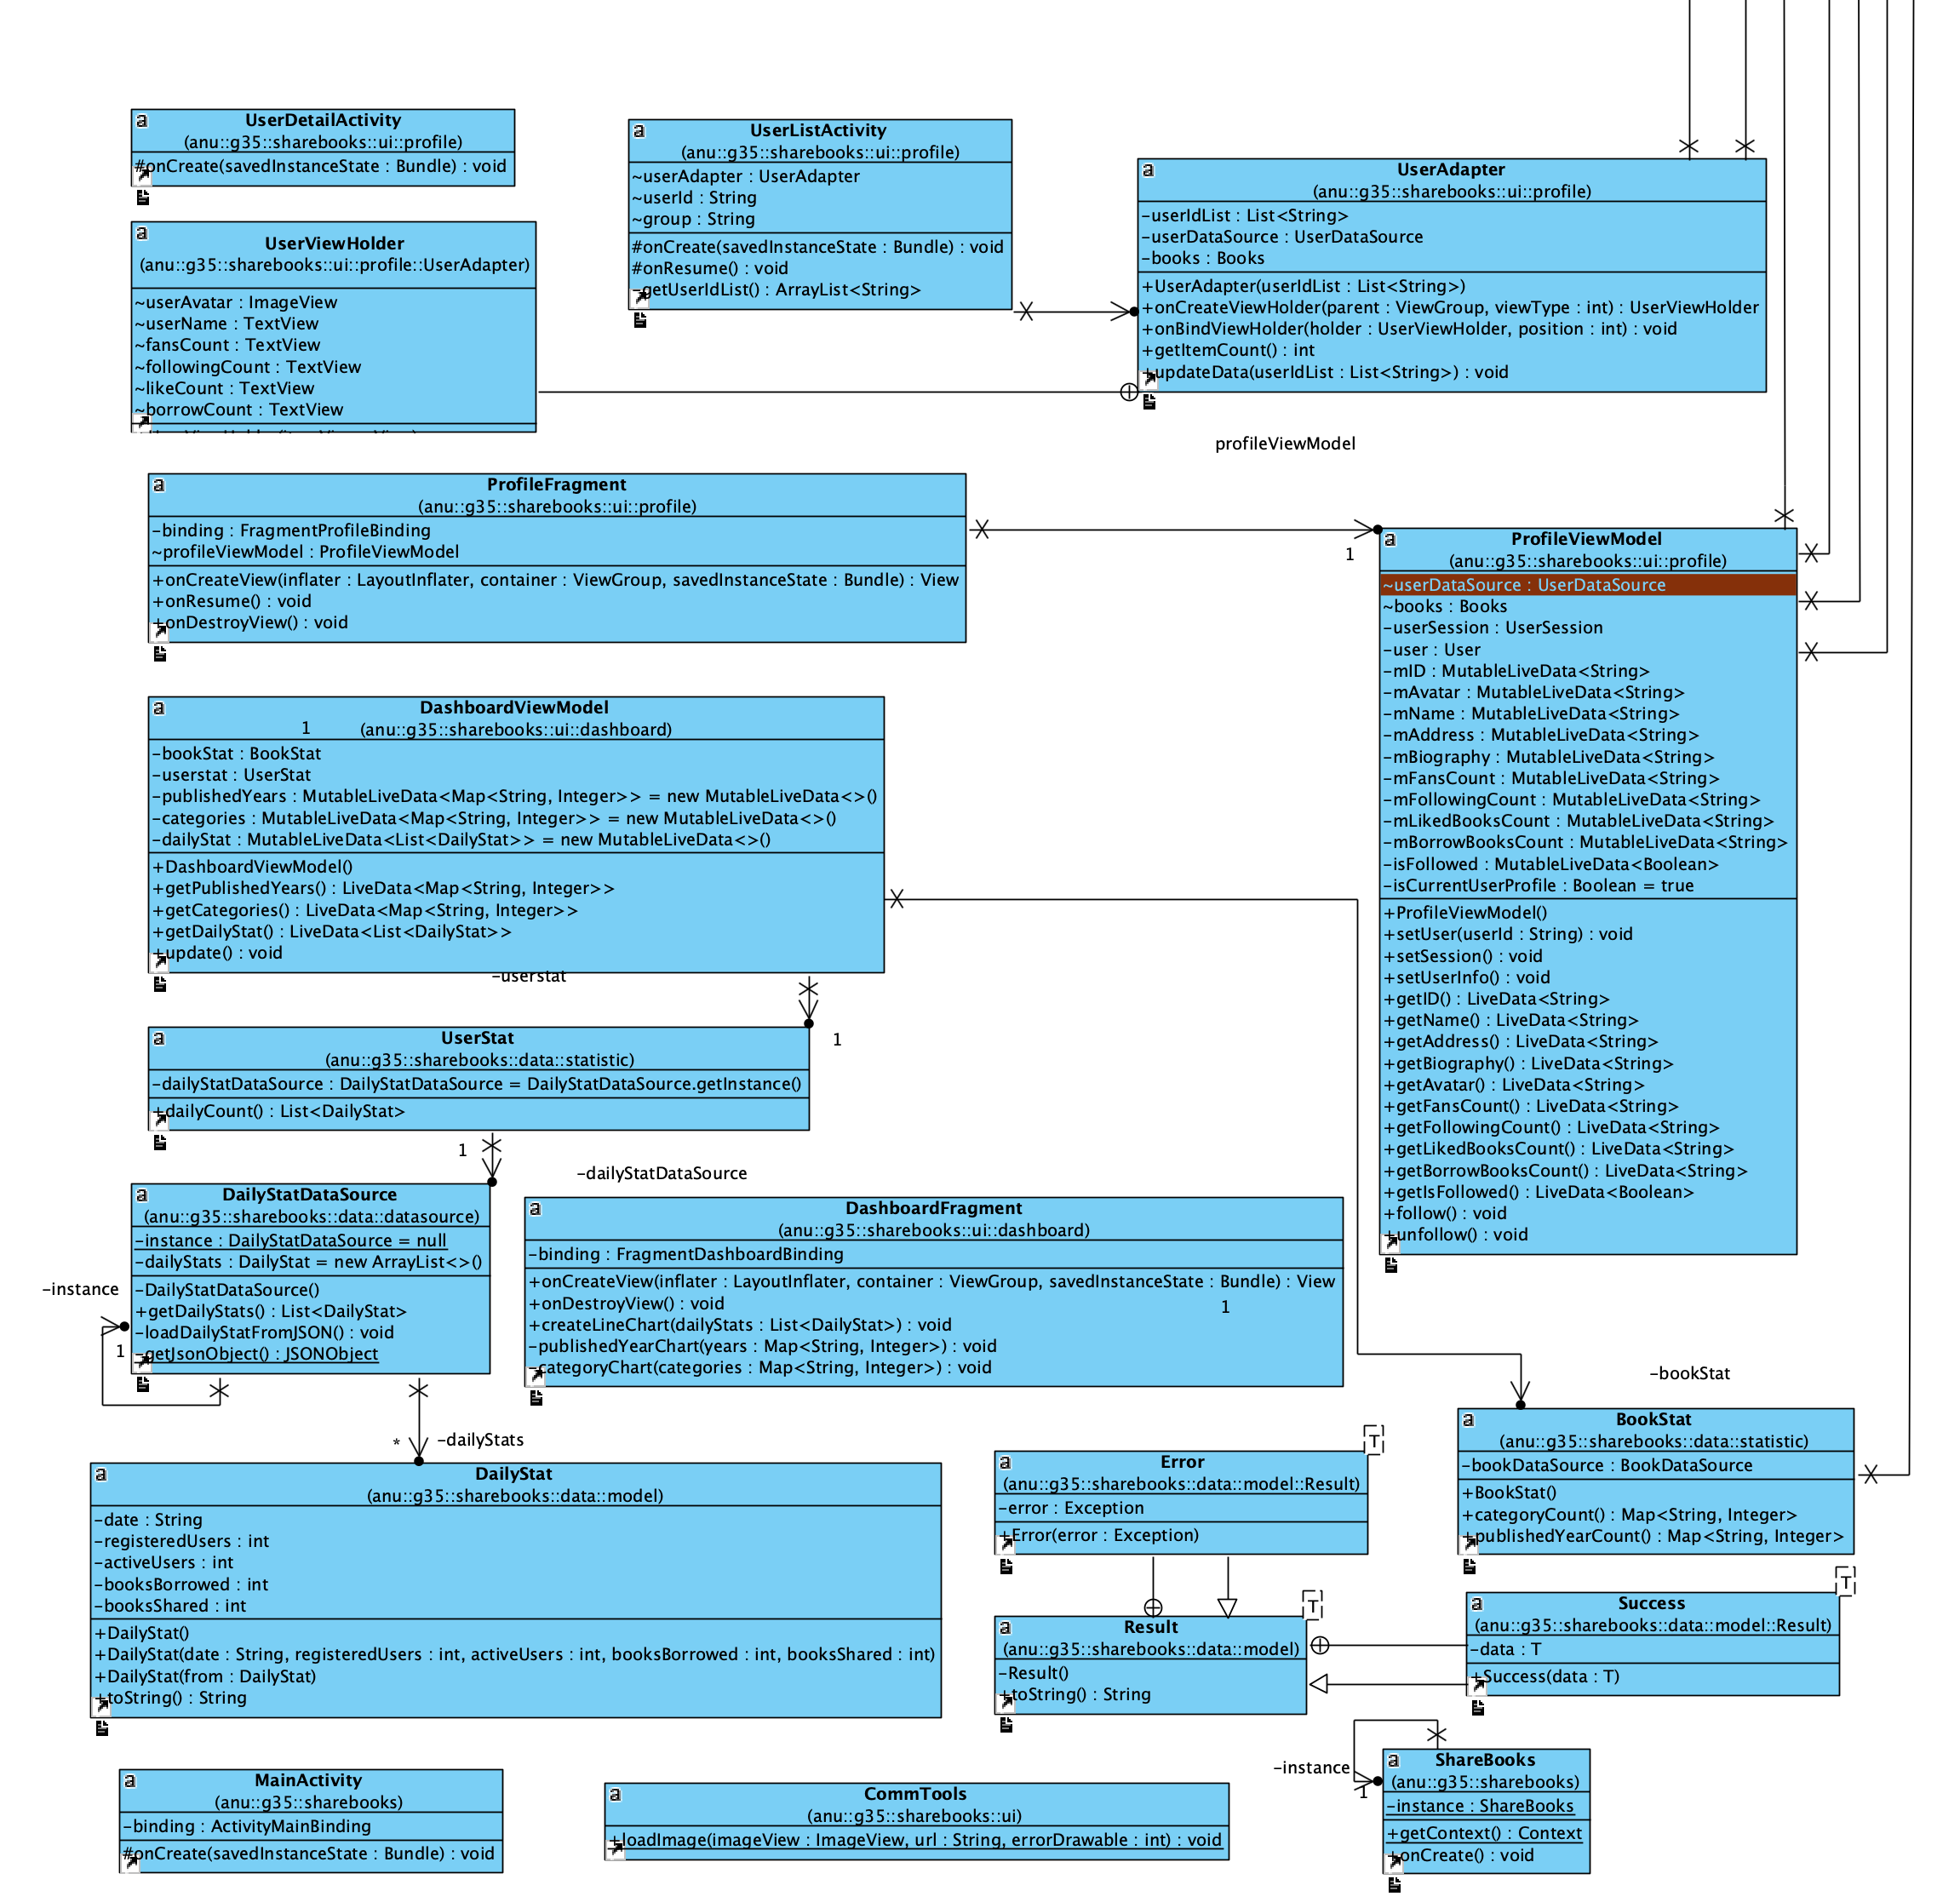 UserDetailActivity
(anu::g35::sharebooks::ui::profile)
#onCreate(savedInstanceState : Bundle) : void
UserListActivity
(anu::g35::sharebooks::ui::profile)
~userAdapter : UserAdapter
~userId : String
~group : String
#onCreate(savedInstanceState : Bundle) : void
#onResume() : void
-getUserIdList() : ArrayList<String>
UserAdapter
(anu::g35::sharebooks::ui::profile)
-userIdList : List<String>
-userDataSource : UserDataSource
-books : Books
+UserAdapter(userIdList : List<String>)
+onCreateViewHolder(parent : ViewGroup, viewType : int) : UserViewHolder
+onBindViewHolder(holder : UserViewHolder, position : int) : void
+getItemCount() : int
+updateData(userIdList : List<String>) : void
UserViewHolder
(anu::g35::sharebooks::ui::profile::UserAdapter)
~userAvatar : ImageView
~userName : TextView
~fansCount : TextView
~followingCount : TextView
~likeCount : TextView
~borrowCount : TextView
profileViewModel
ProfileFragment
(anu::g35::sharebooks::ui::profile)
-binding : FragmentProfileBinding
~profileViewModel : ProfileViewModel
+onCreateView(inflater : LayoutInflater, container : ViewGroup, savedInstanceState : Bundle) : View
+onResume() : void
+onDestroyView() : void
1
ProfileViewModel
(anu::g35::sharebooks::ui::profile)
~userDataSource : UserDataSource
~books : Books
-userSession : UserSession
-user : User
-mID : MutableLiveData<String>
-mAvatar : MutableLiveData<String>
-mName : MutableLiveData<String>
-mAddress : MutableLiveData<String>
-mBiography : MutableLiveData<String>
-mFansCount : MutableLiveData<String>
-mFollowingCount : MutableLiveData<String>
-mLikedBooksCount : MutableLiveData<String>
-mBorrowBooksCount : MutableLiveData<String>
-isFollowed : MutableLiveData<Boolean>
-isCurrentUserProfile : Boolean = true
+ProfileViewModel()
+setUser(userId : String) : void
+setSession() : void
+setUserInfo() : void
+getID() : LiveData<String>
+getName() : LiveData<String>
+getAddress() : LiveData<String>
+getBiography() : LiveData<String>
+getAvatar() : LiveData<String>
+getFansCount() : LiveData<String>
+getFollowingCount() : LiveData<String>
+getLikedBooksCount() : LiveData<String>
+getBorrowBooksCount() : LiveData<String>
+getIsFollowed() : LiveData<Boolean>
+follow() : void
+unfollow() : void
DashboardViewModel
1
(anu::g35::sharebooks::ui::dashboard)
-bookStat : BookStat
-userstat : UserStat
-publishedYears : MutableLiveData<Map<String, Integer>> = new MutableLiveData<>()
-categories : MutableLiveData<Map<String, Integer>> = new MutableLiveData<>()
-dailyStat : MutableLiveData<List<DailyStat>> = new MutableLiveData<>()
+DashboardViewModel()
+getPublishedYears() : LiveData<Map<String, Integer>>
+getCategories() : LiveData<Map<String, Integer>>
+getDailyStat() : LiveData<List<DailyStat>>
+update() : void
-userstat
1
UserStat
(anu::g35::sharebooks::data::statistic)
-dailyStatDataSource : DailyStatDataSource = DailyStatDataSource.getInstance()
+dailyCount() : List<DailyStat>
1
-dailyStatDataSource
DailyStatDataSource
(anu::g35::sharebooks::data::datasource)
-instance : DailyStatDataSource = null
-dailyStats : DailyStat = new ArrayList<>()
-DailyStatDataSource()
+getDailyStats() : List<DailyStat>
-loadDailyStatFromJSON() : void
-getJsonObject() : JSONObject
-instance
1
DashboardFragment
(anu::g35::sharebooks::ui::dashboard)
-binding : FragmentDashboardBinding
+onCreateView(inflater : LayoutInflater, container : ViewGroup, savedInstanceState : Bundle) : View
+onDestroyView() : void
1
+createLineChart(dailyStats : List<DailyStat>) : void
-publishedYearChart(years : Map<String, Integer>) : void
-categoryChart(categories : Map<String, Integer>) : void
-bookStat
BookStat
(anu::g35::sharebooks::data::statistic)
-bookDataSource : BookDataSource
+BookStat()
+categoryCount() : Map<String, Integer>
+publishedYearCount() : Map<String, Integer>
*
-dailyStats
DailyStat
(anu::g35::sharebooks::data::model)
-date : String
-registeredUsers : int
-activeUsers : int
-booksBorrowed : int
-booksShared : int
+DailyStat()
+DailyStat(date : String, registeredUsers : int, activeUsers : int, booksBorrowed : int, booksShared : int)
+DailyStat(from : DailyStat)
+toString() : String
T
Error
(anu::g35::sharebooks::data::model::Result)
-error : Exception
+Error(error : Exception)
T
Result
(anu::g35::sharebooks::data::model)
-Result()
+toString() : String
T
Success
(anu::g35::sharebooks::data::model::Result)
-data : T
+Success(data : T)
-instance
1
ShareBooks
(anu::g35::sharebooks)
-instance : ShareBooks
+getContext() : Context
+onCreate() : void
MainActivity
(anu::g35::sharebooks)
-binding : ActivityMainBinding
#onCreate(savedInstanceState : Bundle) : void
CommTools
(anu::g35::sharebooks::ui)
+loadImage(imageView : ImageView, url : String, errorDrawable : int) : void